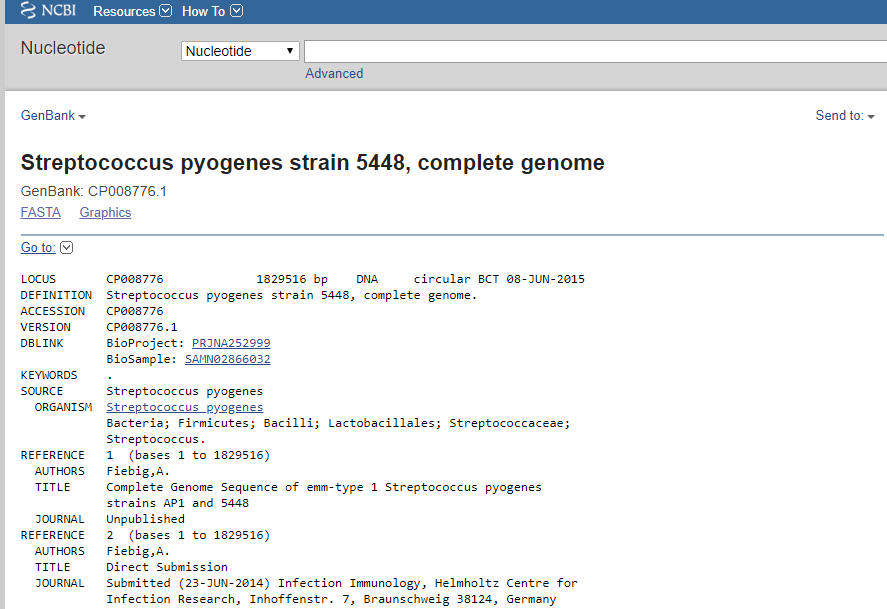 NCBI Resources How To
Nucleotide Nucleotide
Advanced
GenBank Send to:
Streptococcus pyogenes strain 5448, complete genome
GenBank: CP008776.1
FASTA Graphics
Go to:
LOCUS CP008776 1829516 bp DNA circular BCT 08-JUN-2015
DEFINITION Streptococcus pyogenes strain 5448, complete genome.
ACCESSION CP008776
VERSION CP008776.1
DBLINK BioProject: PRJNA252999
BioSample: SAMN02866032
KEYWORDS .
SOURCE Streptococcus pyogenes
ORGANISM Streptococcus pyogenes
Bacteria; Firmicutes; Bacilli; Lactobacillales; Streptococcaceae;
Streptococcus.
REFERENCE 1 (bases 1 to 1829516)
AUTHORS Fiebig,A.
TITLE Complete Genome Sequence of emm-type 1 Streptococcus pyogenes
strains AP1 and 5448
JOURNAL Unpublished
REFERENCE 2 (bases 1 to 1829516)
AUTHORS Fiebig,A.
TITLE Direct Submission
JOURNAL Submitted (23-JUN-2014) Infection Immunology, Helmholtz Centre for
Infection Research, Inhoffenstr. 7, Braunschweig 38124, Germany